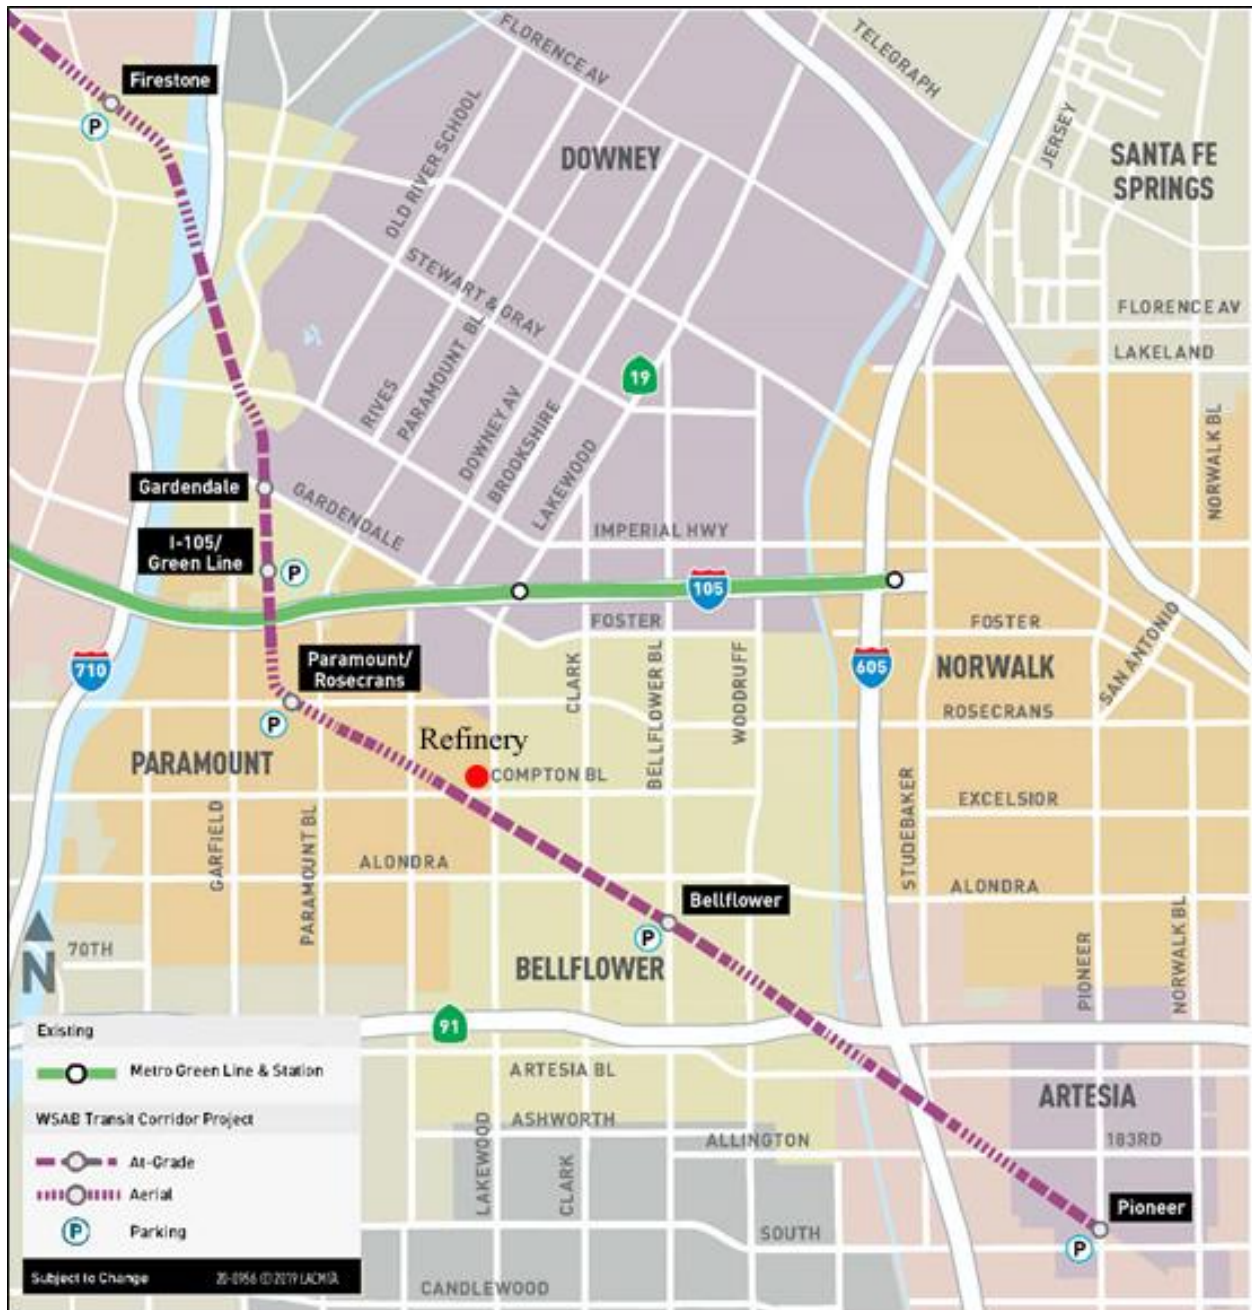 FLORENCE AV
TELEGRAPH
Firestone
P
OLD RIVER SCHOOL
DOWNEY
JERSEY
SANTA FE
SPRINGS
STEWART & GRAY
PARAMOUNT BL
FLORENCE AV
LAKELAND
19
RIVES
DOWNEY AV
BROOKSHIRE
LAKEWOOD
NORWALK BL
Gardendale
GARDENDALE
IMPERIAL HWY
I-105/
Green Line
P
105
FOSTER
FOSTER
710
Paramount/
Rosecrans
P
CLARK
BELLFLOWER BL
WOODRUFF
605
NORWALK
SAN ANTONIO
ROSECRANS
PARAMOUNT
Refinery
COMPTON BL
GARFIELD
PARAMOUNT BL
ALONDRA
STUDEBAKER
EXCELSIOR
ALONDRA
Bellflower
P
N
70TH
BELLFLOWER
PIONEER
NORWALK BL
91
ARTESIA BL
ASHWORTH
ALLINGTON
LAKEWOOD
CLARK
ARTESIA
183RD
Pioneer
P
SOUTH
CANDLEWOOD
Existing
Metro Green Line & Station
WSAB Transit Corridor Project
At-Grade
Aerial
P
Parking
Subject to Change
20-0956 © 2019 LACMTA